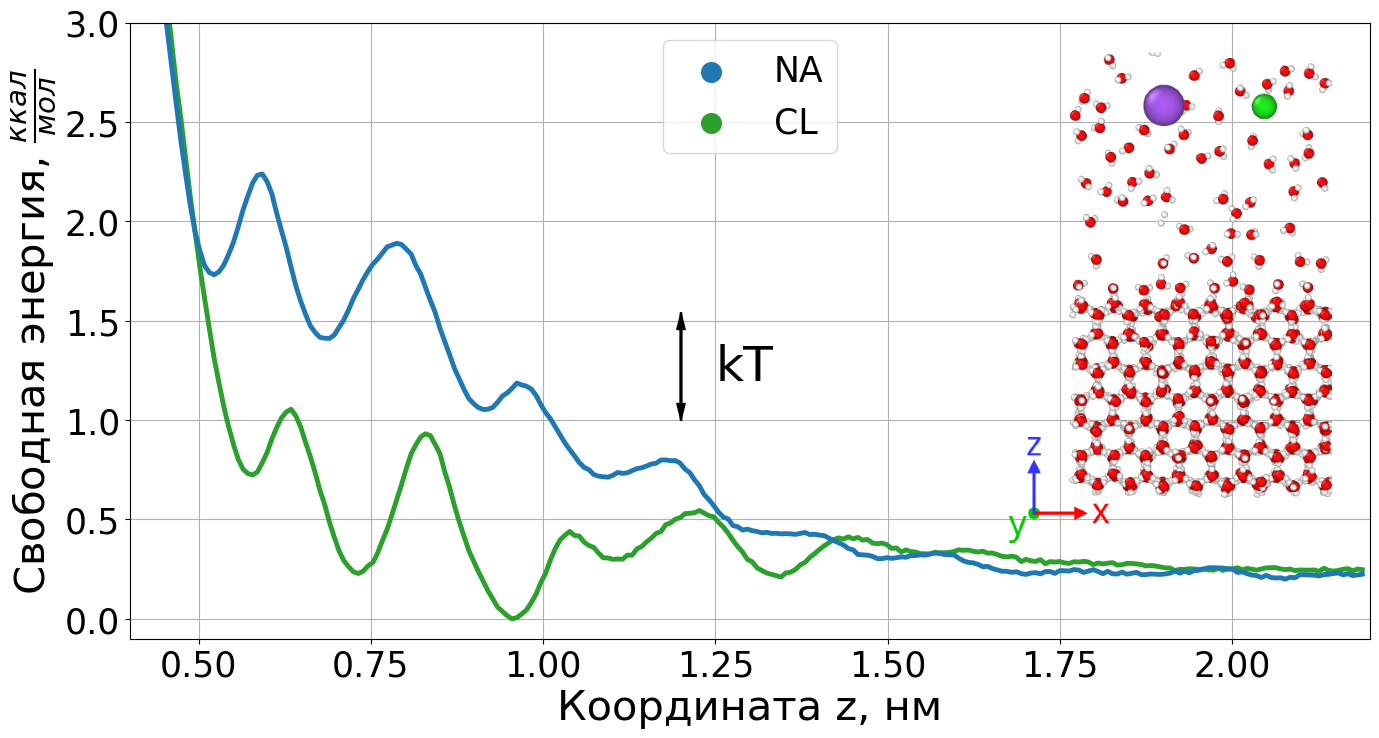 Свободная энергия, ккал/мол
3.0
2.5
2.0
1.5
1.0
0.5
0.0
NA
CL
kT
z
y
x
0.50 0.75 1.00 1.25 1.50 1.75 2.00
Координата z, нм